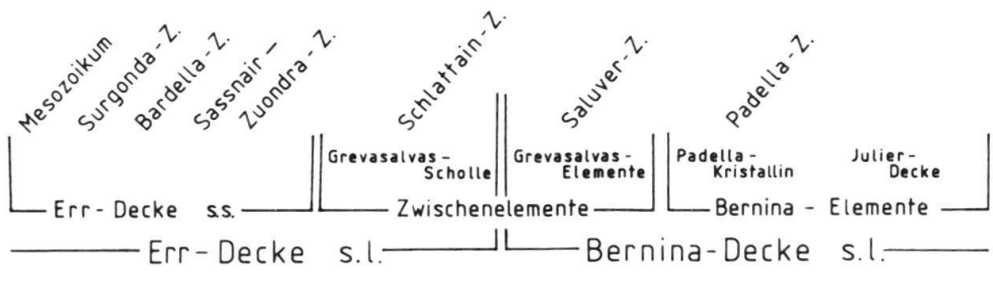 Mesozoikum
Surgonda-Z.
Bardella-Z.
Sassnair-
Zuondra-Z.
Schlattain-Z.
Saluver-Z.
Padella-Z.
Grevasalvas-
Scholle
Grevasalvas-
Elemente
Padella-
Kristallin
Julier-
Decke
Err-Decke s.s.
Zwischenelemente
Bernina-Elemente
Err-Decke s.l.
Bernina-Decke s.l.